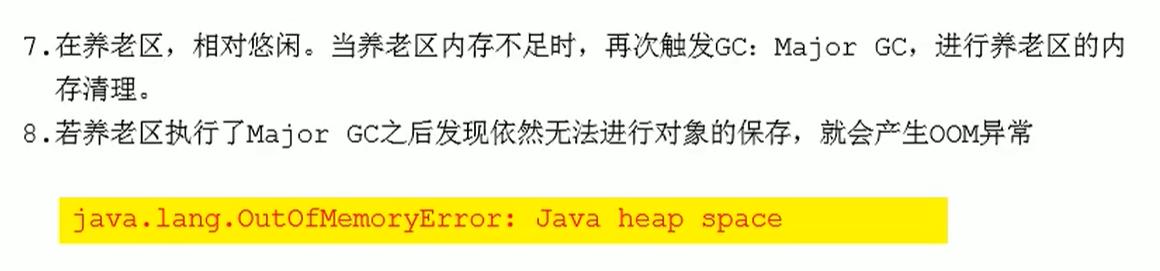 7.在养老区，相对悠闲。当养老区内存不足时，再次触发GC：Major GC，进行养老区的内
存清理。
8.若养老区执行了Major GC之后发现依然无法进行对象的保存，就会产生OOM异常
java.lang.OutOfMemoryError: Java heap space